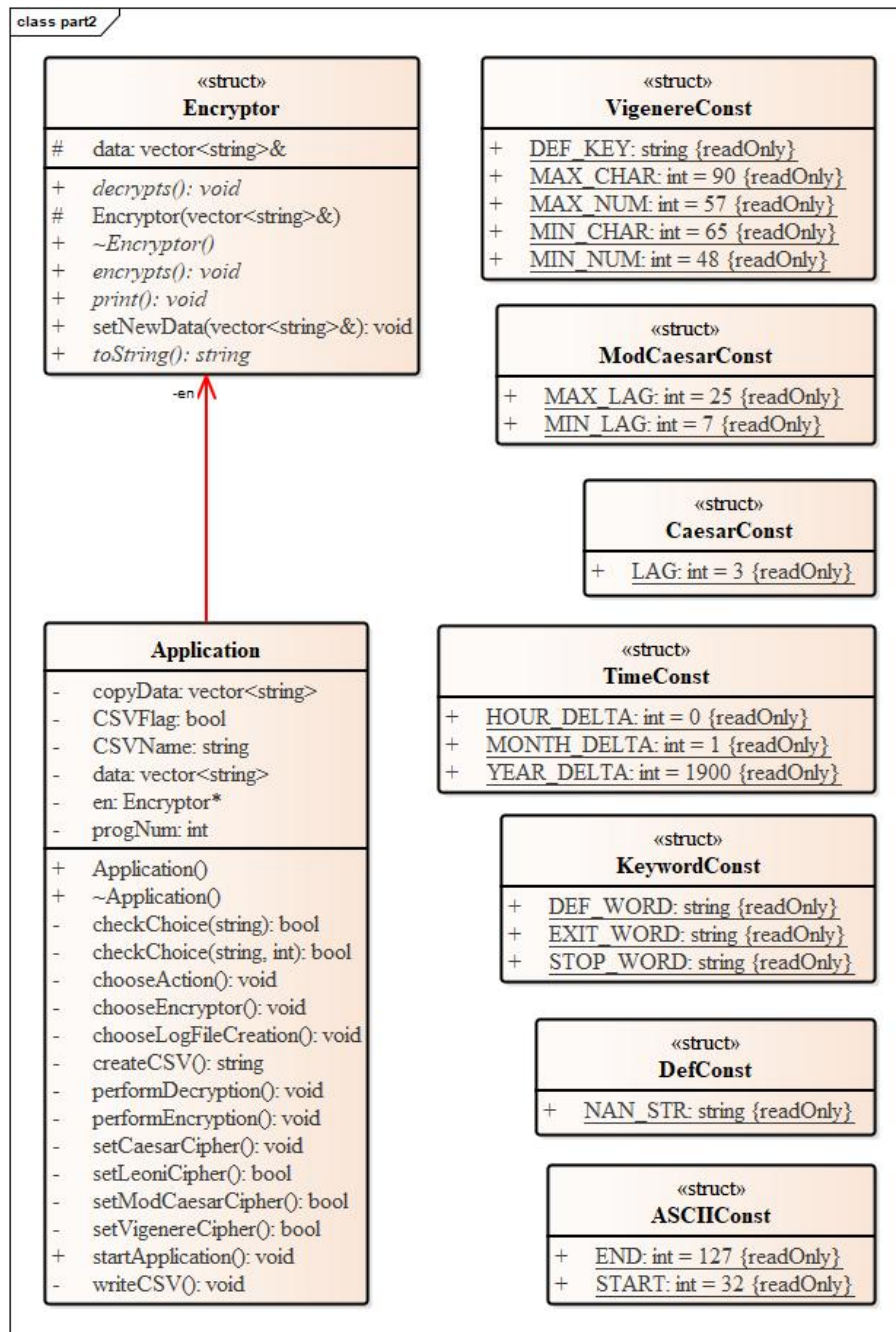 class part2
«struct»
Encryptor
# data: vector<string>&
+ decrypts(): void
# Encryptor(vector<string>&)
+ ~Encryptor()
+ encrypts(): void
+ print(): void
+ setNewData(vector<string>&): void
+ toString(): string
-en
Application
- copyData: vector<string>
- CSVFlag: bool
- CSVName: string
- data: vector<string>
- en: Encryptor*
- progNum: int
+ Application()
+ ~Application()
- checkChoice(string): bool
- checkChoice(string, int): bool
- chooseAction(): void
- chooseEncryptor(): void
- chooseLogFileCreation(): void
- createCSV(): string
- performDecryption(): void
- performEncryption(): void
- setCaesarCipher(): void
- setLeoniCipher(): bool
- setModCaesarCipher(): bool
- setVigenereCipher(): bool
+ startApplication(): void
- writeCSV(): void
«struct»
VigenereConst
+ DEF_KEY: string {readOnly}
+ MAX_CHAR: int = 90 {readOnly}
+ MAX_NUM: int = 57 {readOnly}
+ MIN_CHAR: int = 65 {readOnly}
+ MIN_NUM: int = 48 {readOnly}
«struct»
ModCaesarConst
+ MAX_LAG: int = 25 {readOnly}
+ MIN_LAG: int = 7 {readOnly}
«struct»
CaesarConst
+ LAG: int = 3 {readOnly}
«struct»
TimeConst
+ HOUR_DELTA: int = 0 {readOnly}
+ MONTH_DELTA: int = 1 {readOnly}
+ YEAR_DELTA: int = 1900 {readOnly}
«struct»
KeywordConst
+ DEF_WORD: string {readOnly}
+ EXIT_WORD: string {readOnly}
+ STOP_WORD: string {readOnly}
«struct»
DefConst
+ NAN_STR: string {readOnly}
«struct»
ASCIIConst
+ END: int = 127 {readOnly}
+ START: int = 32 {readOnly}